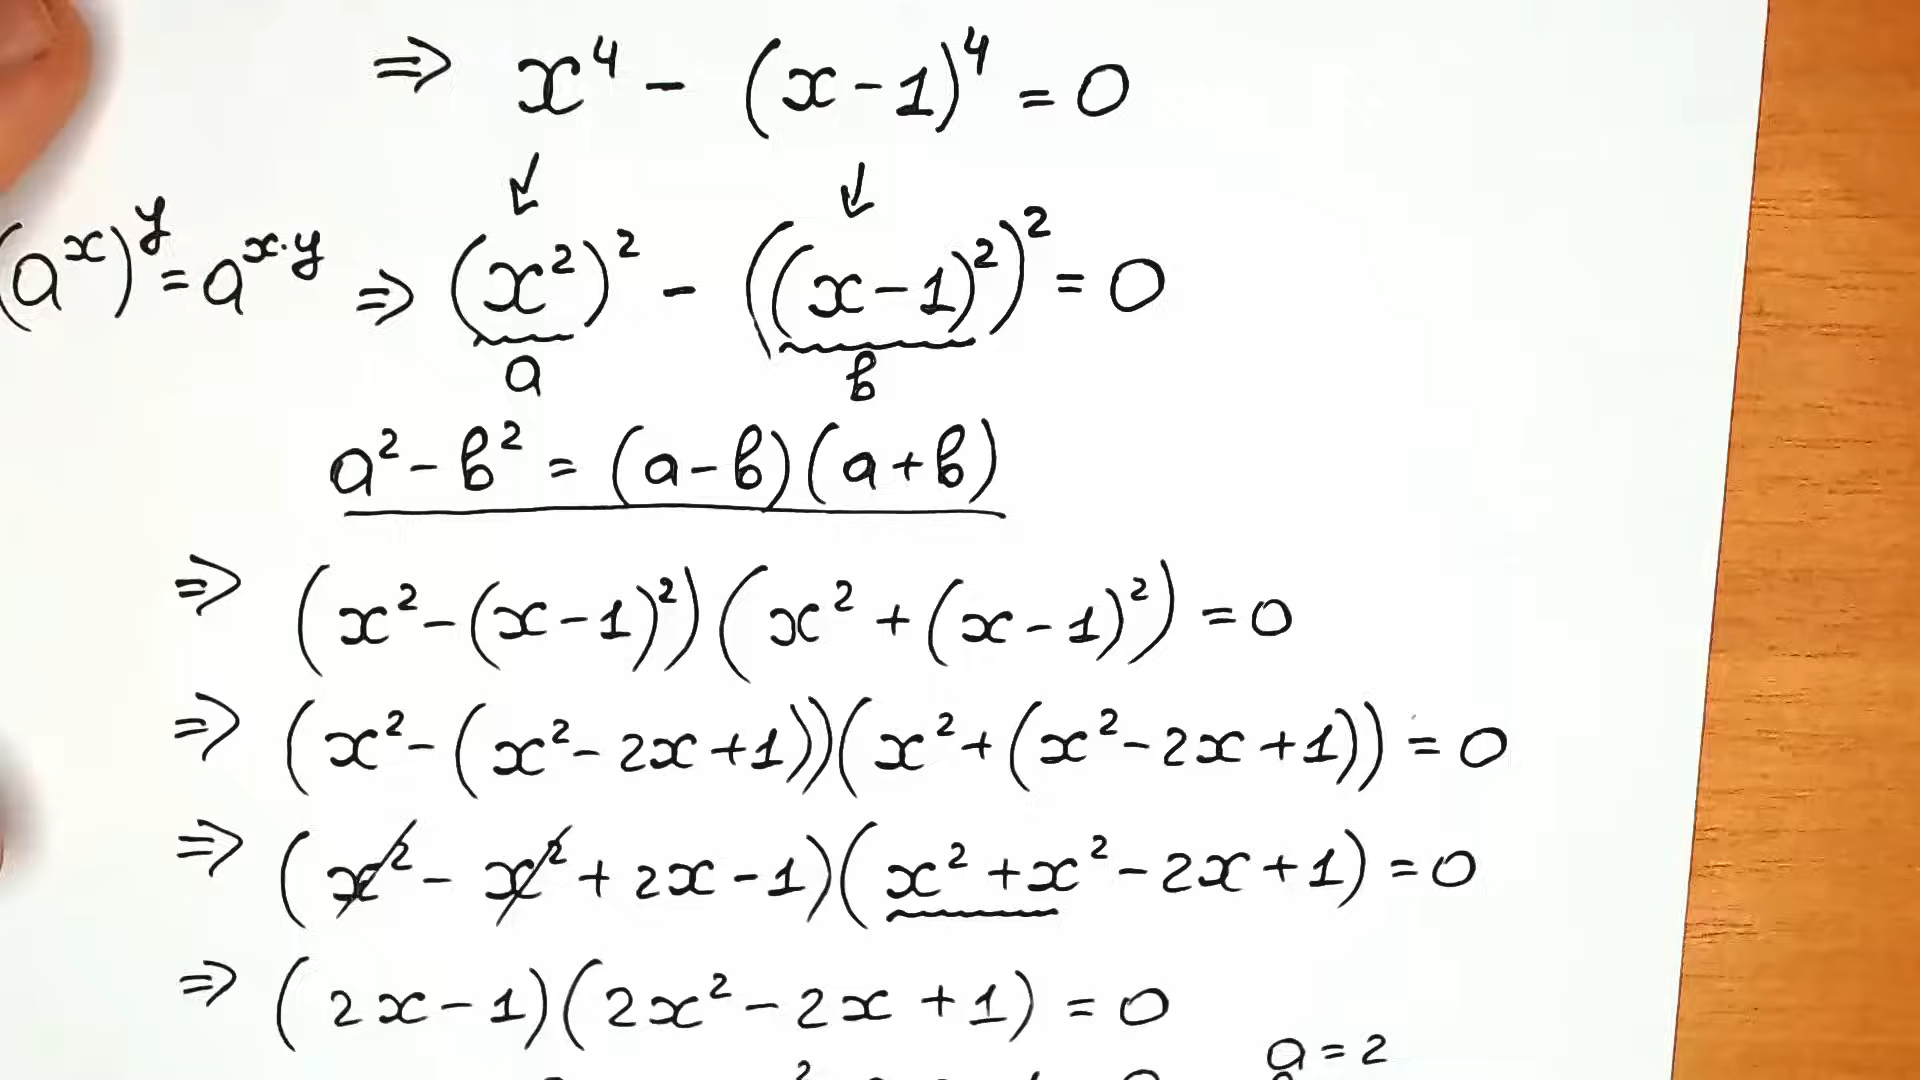 ⇒ x⁴ - (x-1)⁴ = 0
↙ ↓
(aˣ)ʸ = aˣ·ʸ ⇒ (x²)² - ((x-1)²)² = 0
a в
a² - в² = (a-в)(a+в)
⇒ (x²-(x-1)²)(x²+(x-1)²) = 0
⇒ (x²-(x²-2x+1))(x²+(x²-2x+1)) = 0
⇒ (x² - x² + 2x - 1)(x² + x² - 2x + 1) = 0
⇒ (2x-1)(2x²-2x+1) = 0
a = 2